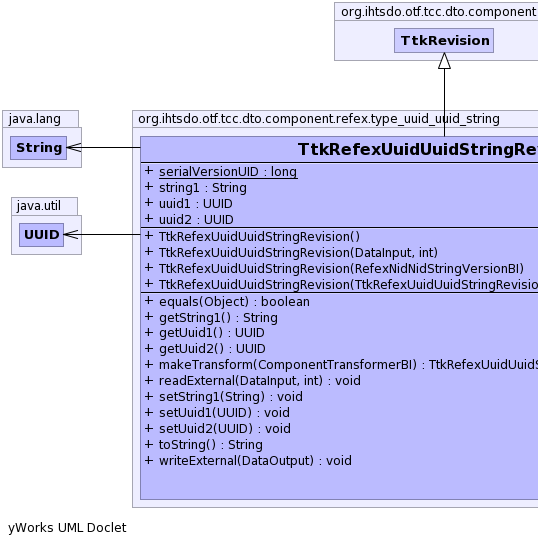 org.ihtsdo.otf.tcc.dto.component
TtkRevision
java.lang
String
org.ihtsdo.otf.tcc.dto.component.refex.type_uuid_uuid_string
TtkRefexUuidUuidStringRe
+ serialVersionUID : long
+ string1 : String
+ uuid1 : UUID
+ uuid2 : UUID
java.util
UUID
+ TtkRefexUuidUuidStringRevision()
+ TtkRefexUuidUuidStringRevision(DataInput, int)
+ TtkRefexUuidUuidStringRevision(RefexNidNidStringVersionBI)
+ TtkRefexUuidUuidStringRevision(TtkRefexUuidUuidStringRevisio
+ equals(Object) : boolean
+ getString1() : String
+ getUuid1() : UUID
+ getUuid2() : UUID
+ makeTransform(ComponentTransformerBI) : TtkRefexUuidUuidS
+ readExternal(DataInput, int) : void
+ setString1(String) : void
+ setUuid1(UUID) : void
+ setUuid2(UUID) : void
+ toString() : String
+ writeExternal(DataOutput) : void
yWorks UML Doclet